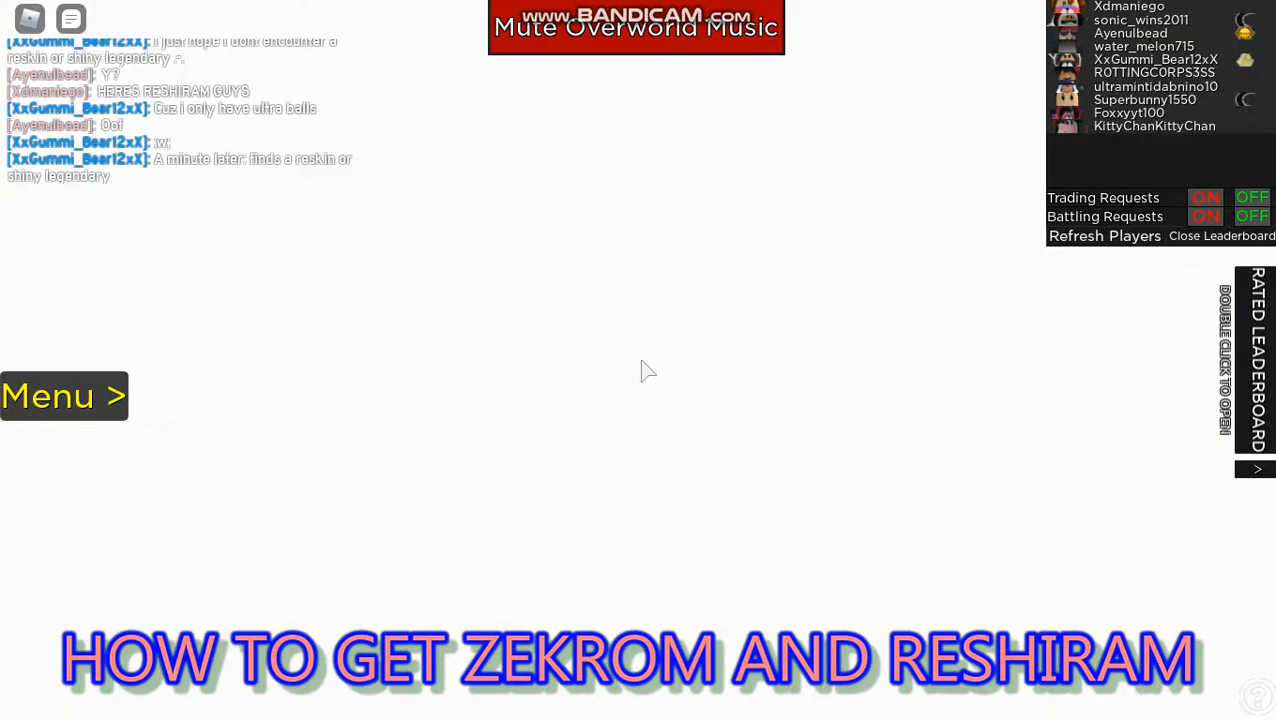 www.BANDICAM.com
Mute Overworld Music
[XxGummi_Bear12xX]: I just hope i dont encounter a
reskin or shiny legendary .-.
[Ayenulbead]: Y?
[Xdmaniego]: HERES RESHIRAM GUYS
[XxGummi_Bear12xX]: Cuz i only have ultra balls
[Ayenulbead]: Oof
[XxGummi_Bear12xX]: ;w;
[XxGummi_Bear12xX]: A minute later: finds a reskin or
shiny legendary
Xdmaniego
sonic_wins2011
Ayenulbead
water_melon715
XxGummi_Bear12xX
R0TTINGC0RPS3SS
ultramintidabnino10
Superbunny1550
Foxxyyt100
KittyChanKittyChan
Trading Requests ON OFF
Battling Requests ON OFF
Refresh Players Close Leaderboard
RATED LEADERBOARD
DOUBLE CLICK TO OPEN
>
Menu >
HOW TO GET ZEKROM AND RESHIRAM
?